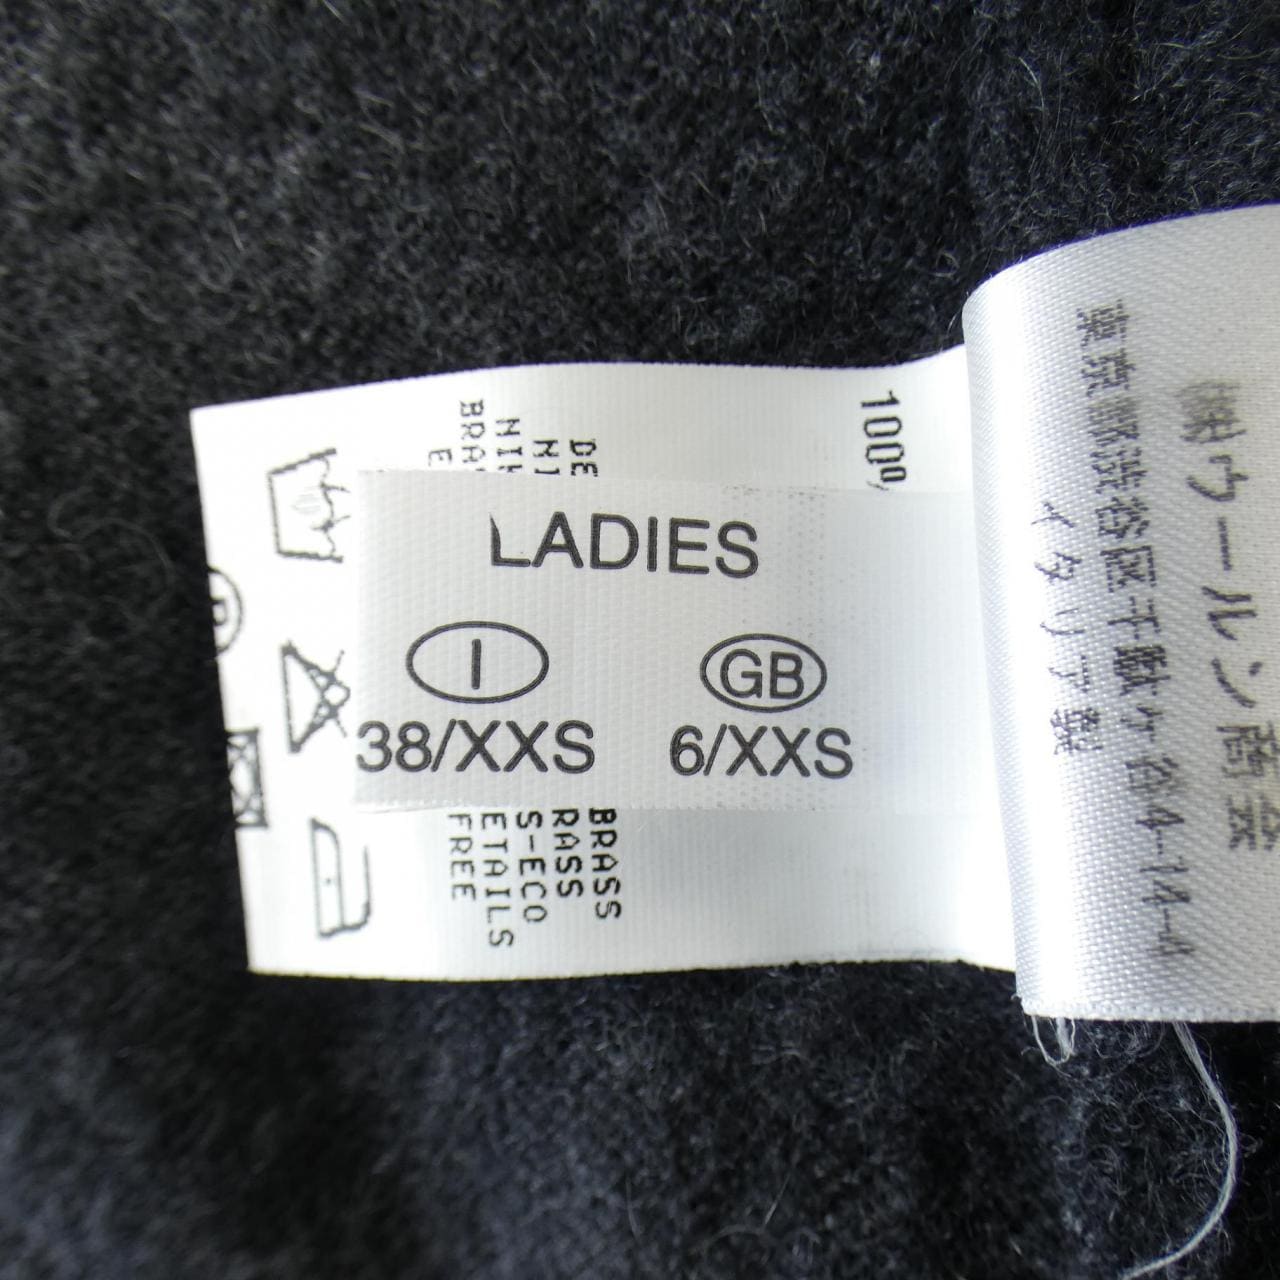 LADIES
I
GB
38/XXS
6/XXS
100%
BRASS
RASS
S-ECO
ETAILS
FREE
DE
NI
㈱ウールン商会
東京都渋谷区千駄ヶ谷4-14-4
イタリア製
P